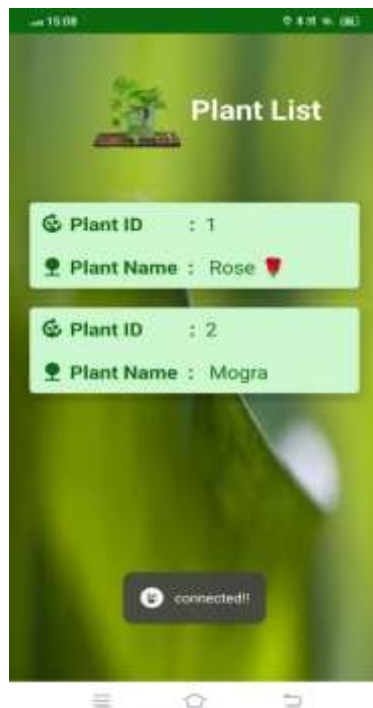 15:08
Plant List
Plant ID : 1
Plant Name : Rose 🌹
Plant ID : 2
Plant Name : Mogra
connected!!